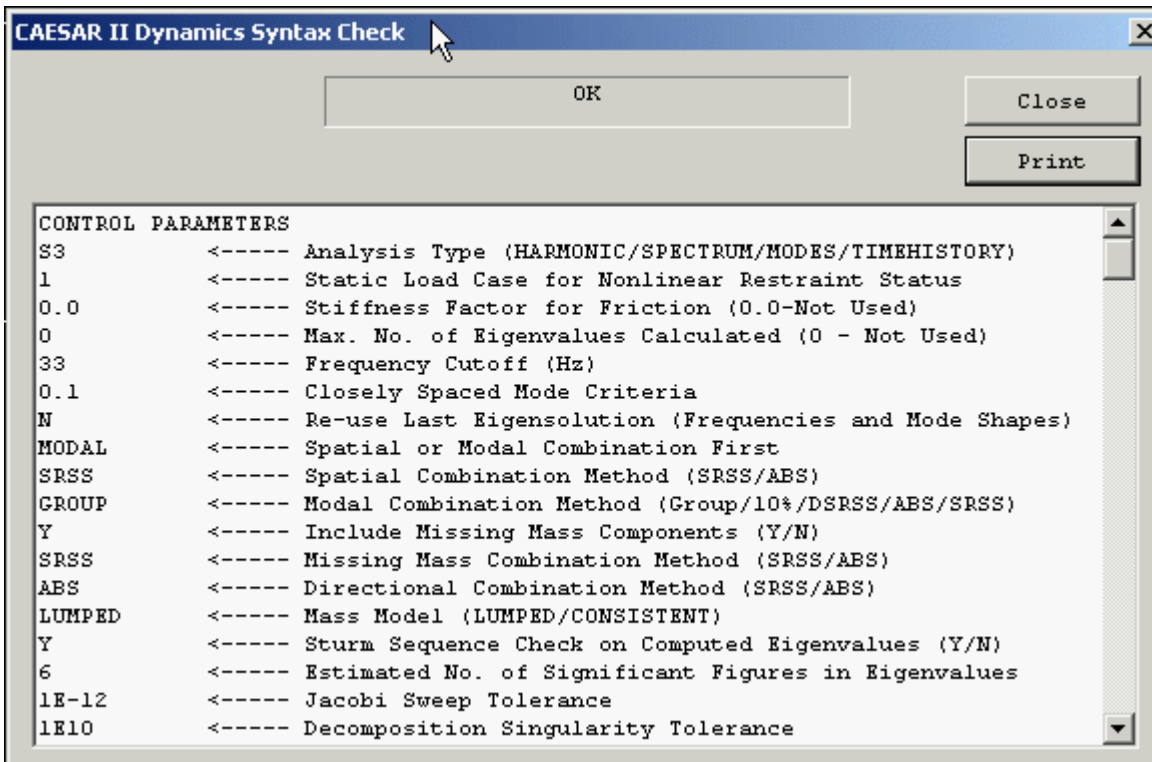 CAESAR II Dynamics Syntax Check
OK
Close
Print
CONTROL PARAMETERS
S3 <----- Analysis Type (HARMONIC/SPECTRUM/MODES/TIMEHISTORY)
1 <----- Static Load Case for Nonlinear Restraint Status
0.0 <----- Stiffness Factor for Friction (0.0-Not Used)
0 <----- Max. No. of Eigenvalues Calculated (0 - Not Used)
33 <----- Frequency Cutoff (Hz)
0.1 <----- Closely Spaced Mode Criteria
N <----- Re-use Last Eigensolution (Frequencies and Mode Shapes)
MODAL <----- Spatial or Modal Combination First
SRSS <----- Spatial Combination Method (SRSS/ABS)
GROUP <----- Modal Combination Method (Group/10%/DSRSS/ABS/SRSS)
Y <----- Include Missing Mass Components (Y/N)
SRSS <----- Missing Mass Combination Method (SRSS/ABS)
ABS <----- Directional Combination Method (SRSS/ABS)
LUMPED <----- Mass Model (LUMPED/CONSISTENT)
Y <----- Sturm Sequence Check on Computed Eigenvalues (Y/N)
6 <----- Estimated No. of Significant Figures in Eigenvalues
1E-12 <----- Jacobi Sweep Tolerance
1E10 <----- Decomposition Singularity Tolerance